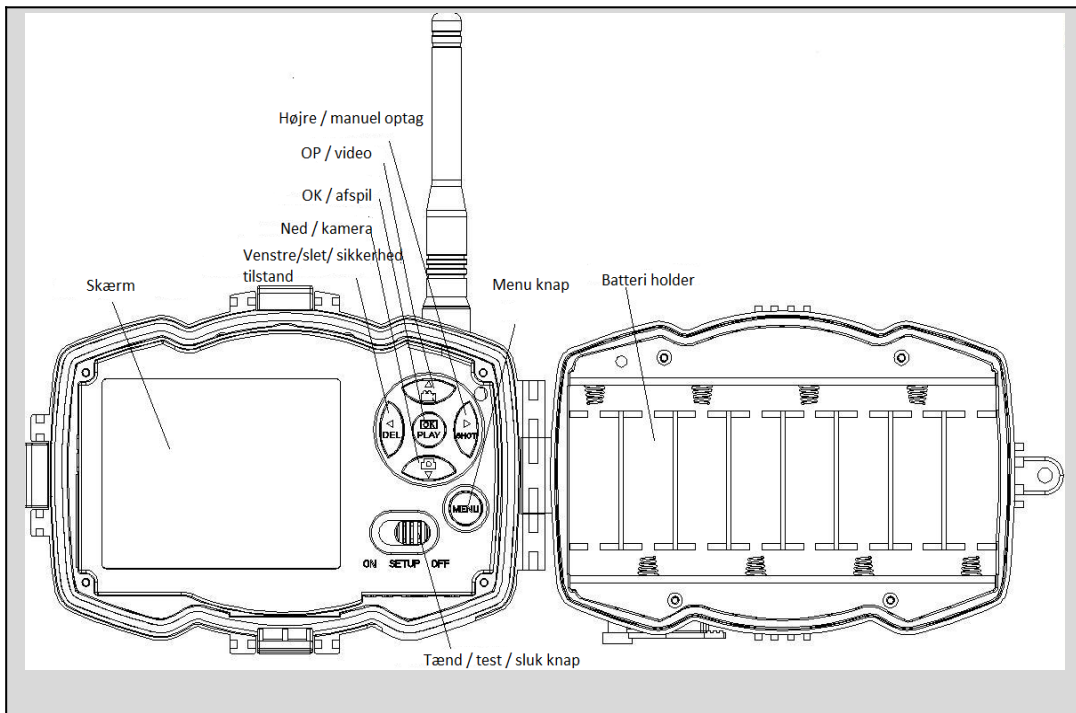 Højre / manuel optag
OP / video
OK / afspil
Ned / kamera
Venstre/slet/ sikkerhed
tilstand
Skærm
Menu knap
Batteri holder
DEL
OK
PLAY
SHOT
MENU
ON SETUP OFF
Tænd / test / sluk knap